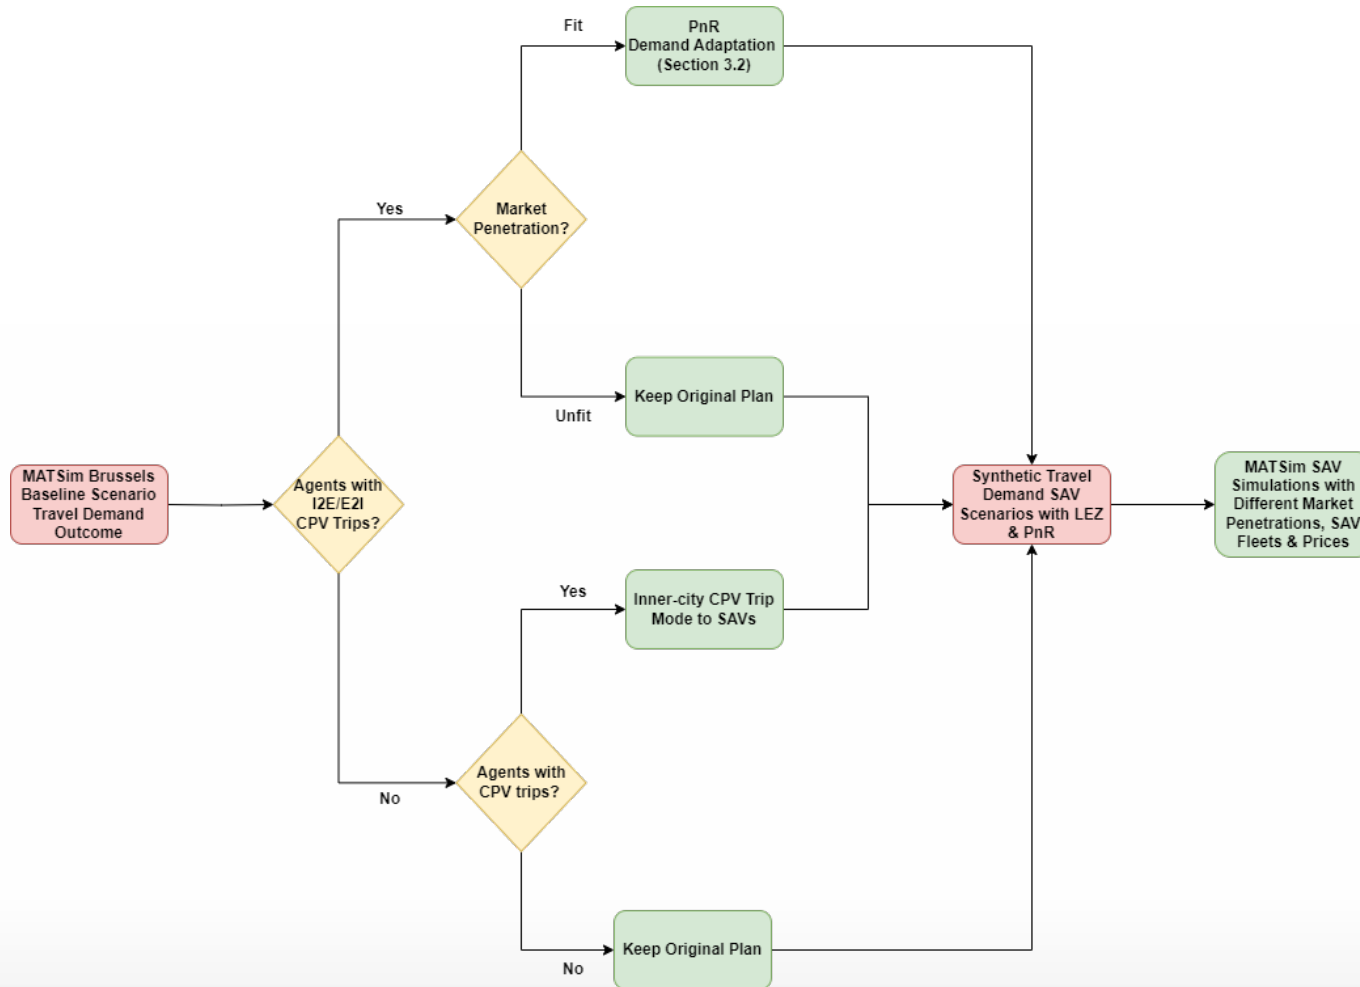 Fit
PnR
Demand Adaptation
(Section 3.2)
Yes
Market
Penetration?
Unfit
Keep Original Plan
MATSim Brussels
Baseline Scenario
Travel Demand
Outcome
Agents with
I2E/E2I
CPV Trips?
Synthetic Travel
Demand SAV
Scenarios with LEZ
& PnR
MATSim SAV
Simulations with
Different Market
Penetrations, SAV
Fleets & Prices
Yes
Inner-city CPV Trip
Mode to SAVs
No
Agents with
CPV trips?
No
Keep Original Plan